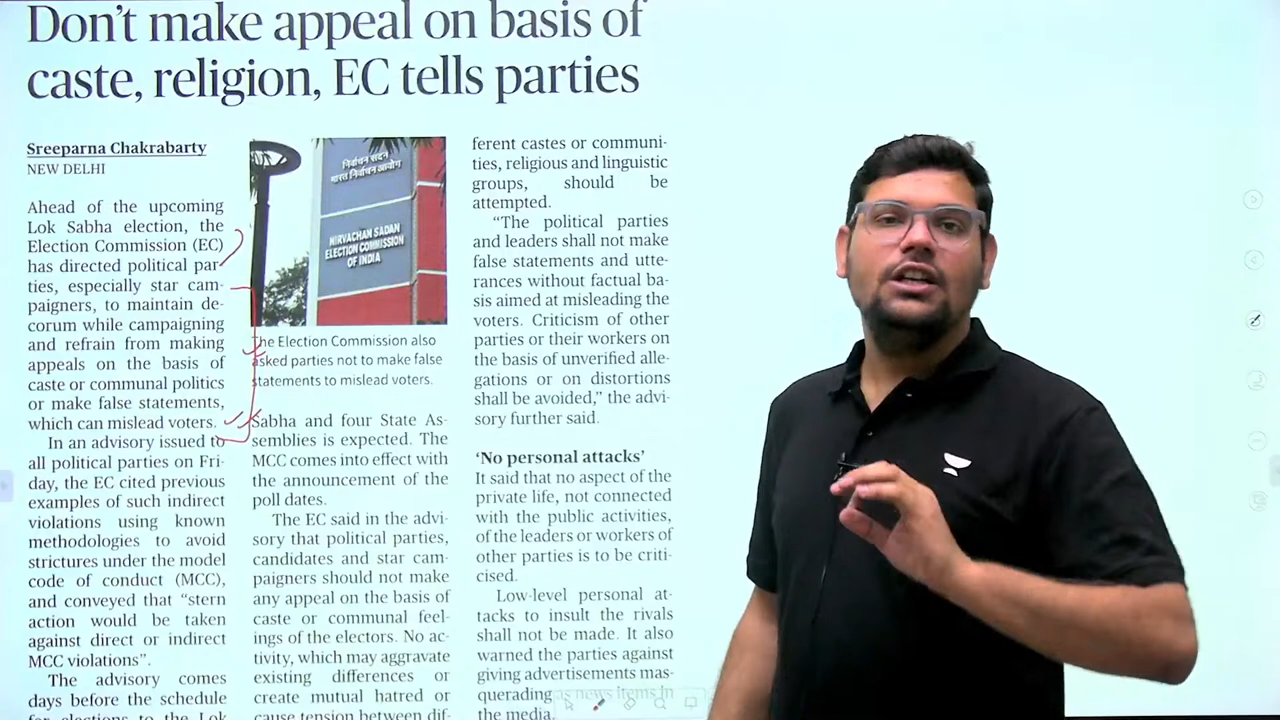 Don't make appeal on basis of
caste, religion, EC tells parties
Sreeparna Chakrabarty
NEW DELHI
Ahead of the upcoming
Lok Sabha election, the
Election Commission (EC)
has directed political par
ties, especially star cam-
paigners, to maintain de-
corum while campaigning
and refrain from making
appeals on the basis of
caste or communal politics
or make false statements,
which can mislead voters.
In an advisory issued to
all political parties on Fri-
day, the EC cited previous
examples of such indirect
violations using known
methodologies to avoid
strictures under the model
code of conduct (MCC),
and conveyed that “stern
action would be taken
against direct or indirect
MCC violations”.
The advisory comes
days before the schedule
for elections to the Lok
निर्वाचन सदन
भारत निर्वाचन आयोग
NIRVACHAN SADAN
ELECTION COMMISSION
OF INDIA
The Election Commission also
asked parties not to make false
statements to mislead voters.
Sabha and four State As-
semblies is expected. The
MCC comes into effect with
the announcement of the
poll dates.
The EC said in the advi-
sory that political parties,
candidates and star cam-
paigners should not make
any appeal on the basis of
caste or communal feel-
ings of the electors. No ac-
tivity, which may aggravate
existing differences or
create mutual hatred or
cause tension between dif-
ferent castes or communi-
ties, religious and linguistic
groups, should be
attempted.
“The political parties
and leaders shall not make
false statements and utte-
rances without factual ba-
sis aimed at misleading the
voters. Criticism of other
parties or their workers on
the basis of unverified alle-
gations or on distortions
shall be avoided,” the advi-
sory further said.
‘No personal attacks’
It said that no aspect of the
private life, not connected
with the public activities,
of the leaders or workers of
other parties is to be criti-
cised.
Low-level personal at-
tacks to insult the rivals
shall not be made. It also
warned the parties against
giving advertisements mas-
querading as news items in
the media.